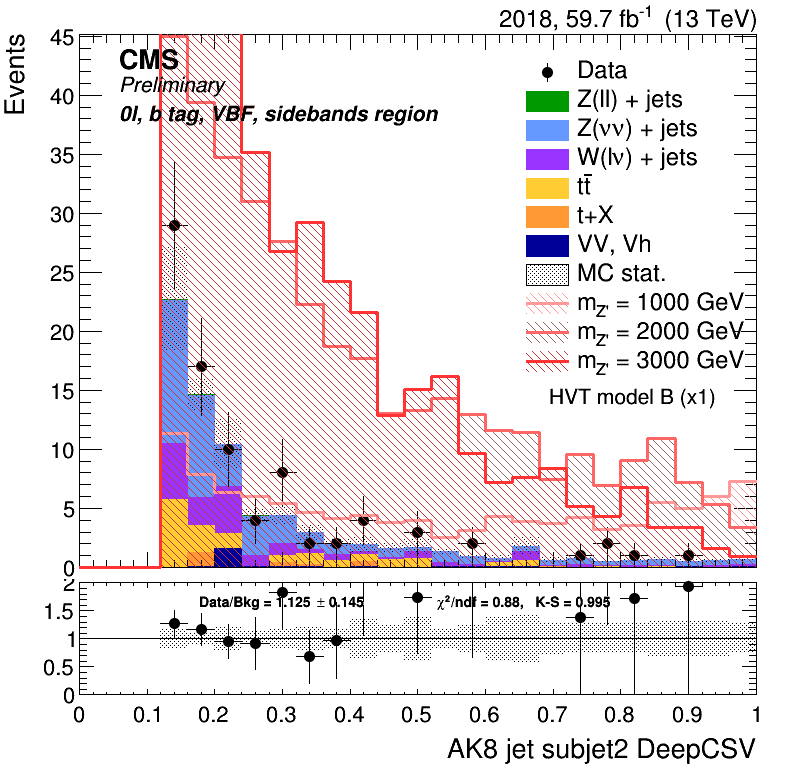 2018, 59.7 fb⁻¹ (13 TeV)
Events
CMS
Preliminary
0l, b tag, VBF, sidebands region
Data
Z(ll) + jets
Z(νν) + jets
W(lν) + jets
tt̄
t+X
VV, Vh
MC stat.
m_Z' = 1000 GeV
m_Z' = 2000 GeV
m_Z' = 3000 GeV
HVT model B (x1)
45
40
35
30
25
20
15
10
5
0
Data/Bkg = 1.125 ± 0.145
χ²/ndf = 0.88, K-S = 0.995
2
1.5
1
0.5
0
0 0.1 0.2 0.3 0.4 0.5 0.6 0.7 0.8 0.9 1
AK8 jet subjet2 DeepCSV